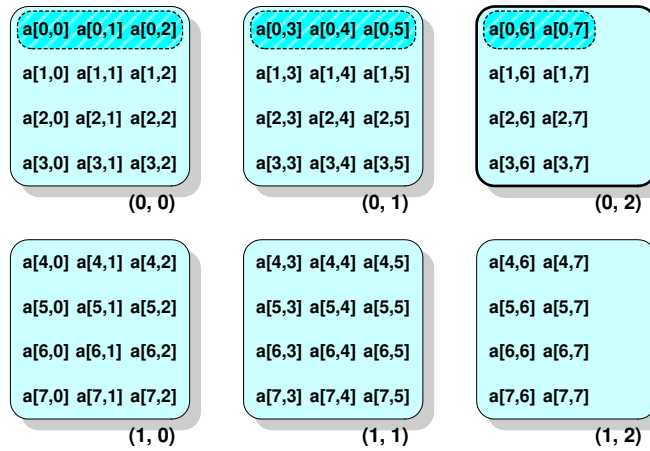 a[0,0] a[0,1] a[0,2] a[0,3] a[0,4] a[0,5] a[0,6] a[0,7]
a[1,0] a[1,1] a[1,2] a[1,3] a[1,4] a[1,5] a[1,6] a[1,7]
a[2,0] a[2,1] a[2,2] a[2,3] a[2,4] a[2,5] a[2,6] a[2,7]
a[3,0] a[3,1] a[3,2] a[3,3] a[3,4] a[3,5] a[3,6] a[3,7]
(0, 0) (0, 1) (0, 2)
a[4,0] a[4,1] a[4,2] a[4,3] a[4,4] a[4,5] a[4,6] a[4,7]
a[5,0] a[5,1] a[5,2] a[5,3] a[5,4] a[5,5] a[5,6] a[5,7]
a[6,0] a[6,1] a[6,2] a[6,3] a[6,4] a[6,5] a[6,6] a[6,7]
a[7,0] a[7,1] a[7,2] a[7,3] a[7,4] a[7,5] a[7,6] a[7,7]
(1, 0) (1, 1) (1, 2)